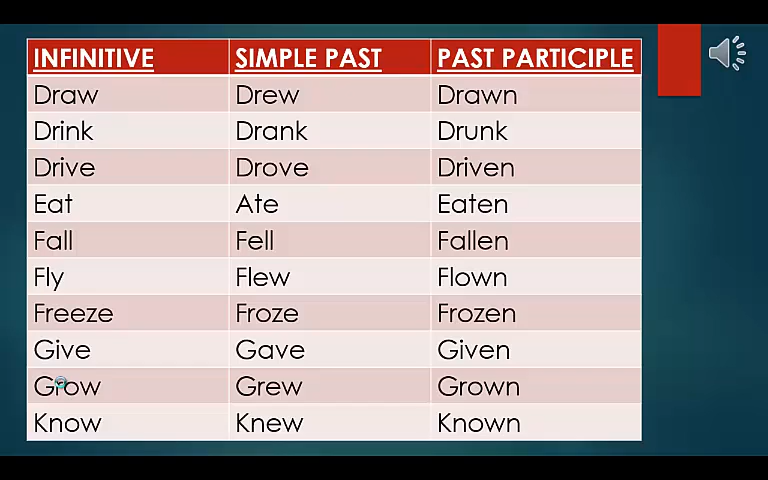 INFINITIVE SIMPLE PAST PAST PARTICIPLE
Draw Drew Drawn
Drink Drank Drunk
Drive Drove Driven
Eat Ate Eaten
Fall Fell Fallen
Fly Flew Flown
Freeze Froze Frozen
Give Gave Given
Grow Grew Grown
Know Knew Known